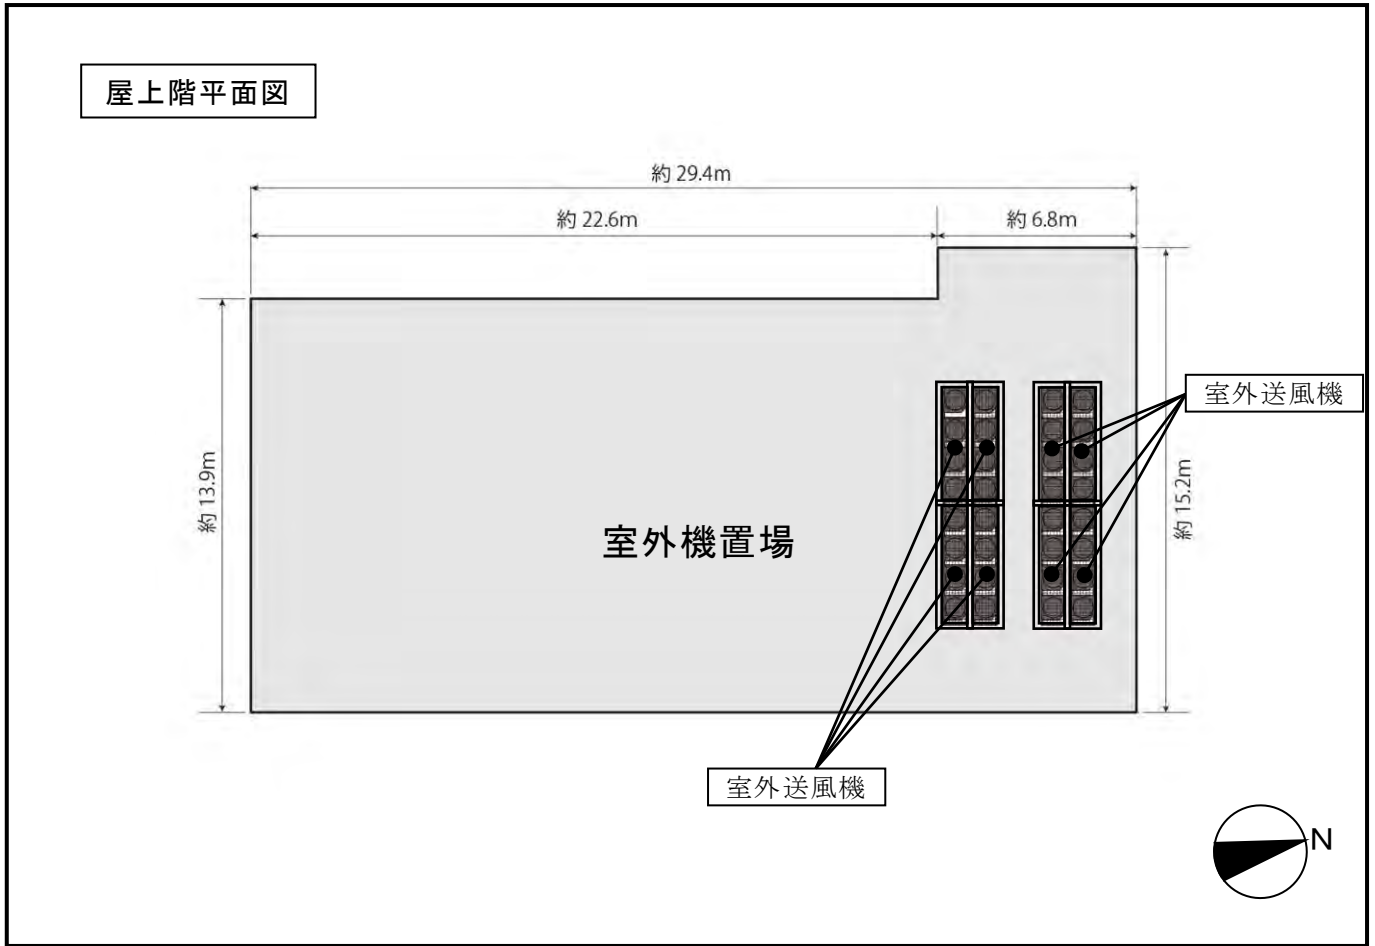 屋上階平面図
約 29.4m
約 22.6m
約 6.8m
室外送風機
約 13.9m
約 15.2m
室外機置場
室外送風機
N